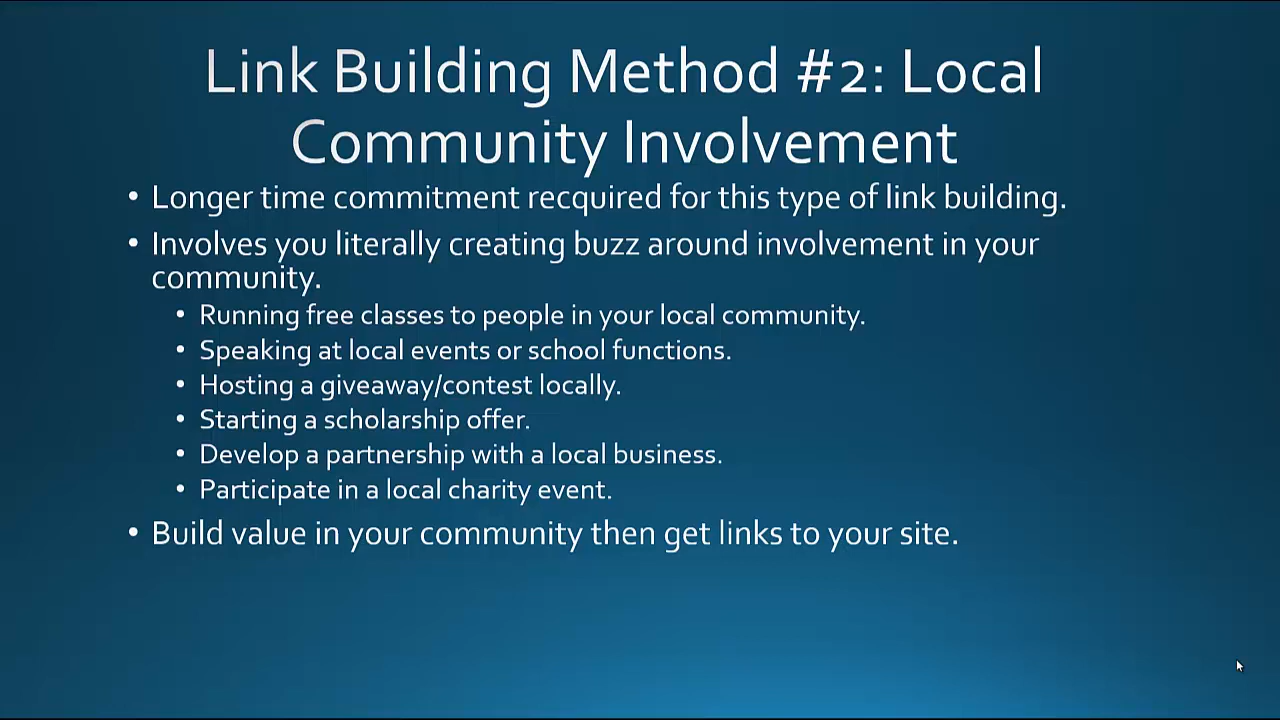 Link Building Method #2: Local
Community Involvement
• Longer time commitment recquired for this type of link building.
• Involves you literally creating buzz around involvement in your
community.
• Running free classes to people in your local community.
• Speaking at local events or school functions.
• Hosting a giveaway/contest locally.
• Starting a scholarship offer.
• Develop a partnership with a local business.
• Participate in a local charity event.
• Build value in your community then get links to your site.